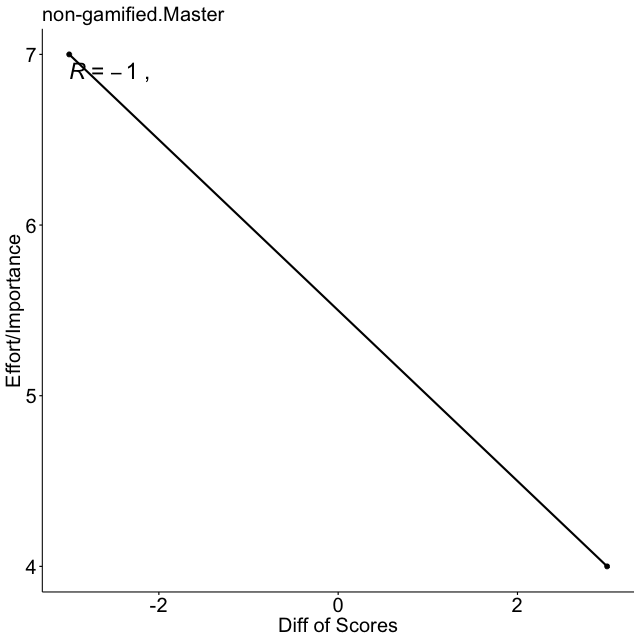 non-gamified.Master
7
R = −1 ,
6
5
4
Effort/Importance
-2 0 2
Diff of Scores